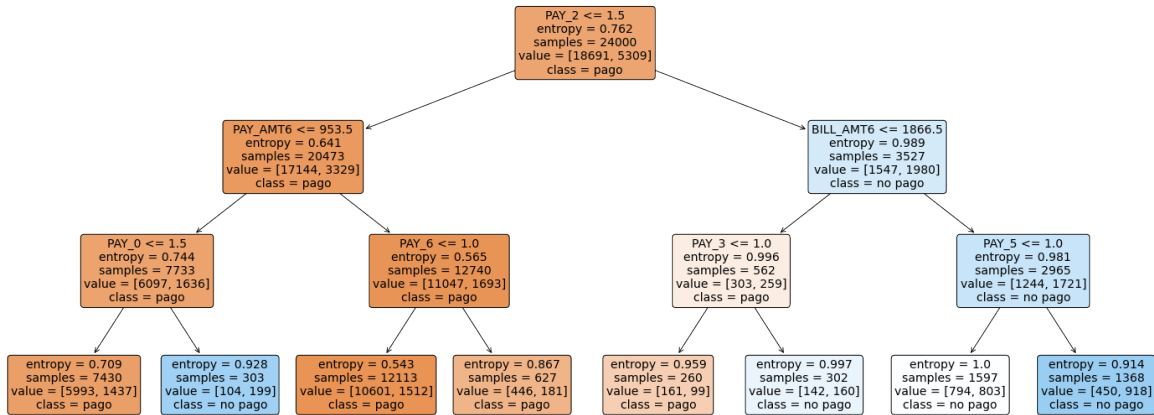 PAY_2 <= 1.5
entropy = 0.762
samples = 24000
value = [18691, 5309]
class = pago
PAY_AMT6 <= 953.5
entropy = 0.641
samples = 20473
value = [17144, 3329]
class = pago
BILL_AMT6 <= 1866.5
entropy = 0.989
samples = 3527
value = [1547, 1980]
class = no pago
PAY_0 <= 1.5
entropy = 0.744
samples = 7733
value = [6097, 1636]
class = pago
PAY_6 <= 1.0
entropy = 0.565
samples = 12740
value = [11047, 1693]
class = pago
PAY_3 <= 1.0
entropy = 0.996
samples = 562
value = [303, 259]
class = pago
PAY_5 <= 1.0
entropy = 0.981
samples = 2965
value = [1244, 1721]
class = no pago
entropy = 0.709
samples = 7430
value = [5993, 1437]
class = pago
entropy = 0.928
samples = 303
value = [104, 199]
class = no pago
entropy = 0.543
samples = 12113
value = [10601, 1512]
class = pago
entropy = 0.867
samples = 627
value = [446, 181]
class = pago
entropy = 0.959
samples = 260
value = [161, 99]
class = pago
entropy = 0.997
samples = 302
value = [142, 160]
class = no pago
entropy = 1.0
samples = 1597
value = [794, 803]
class = no pago
entropy = 0.914
samples = 1368
value = [450, 918]
class = no pago